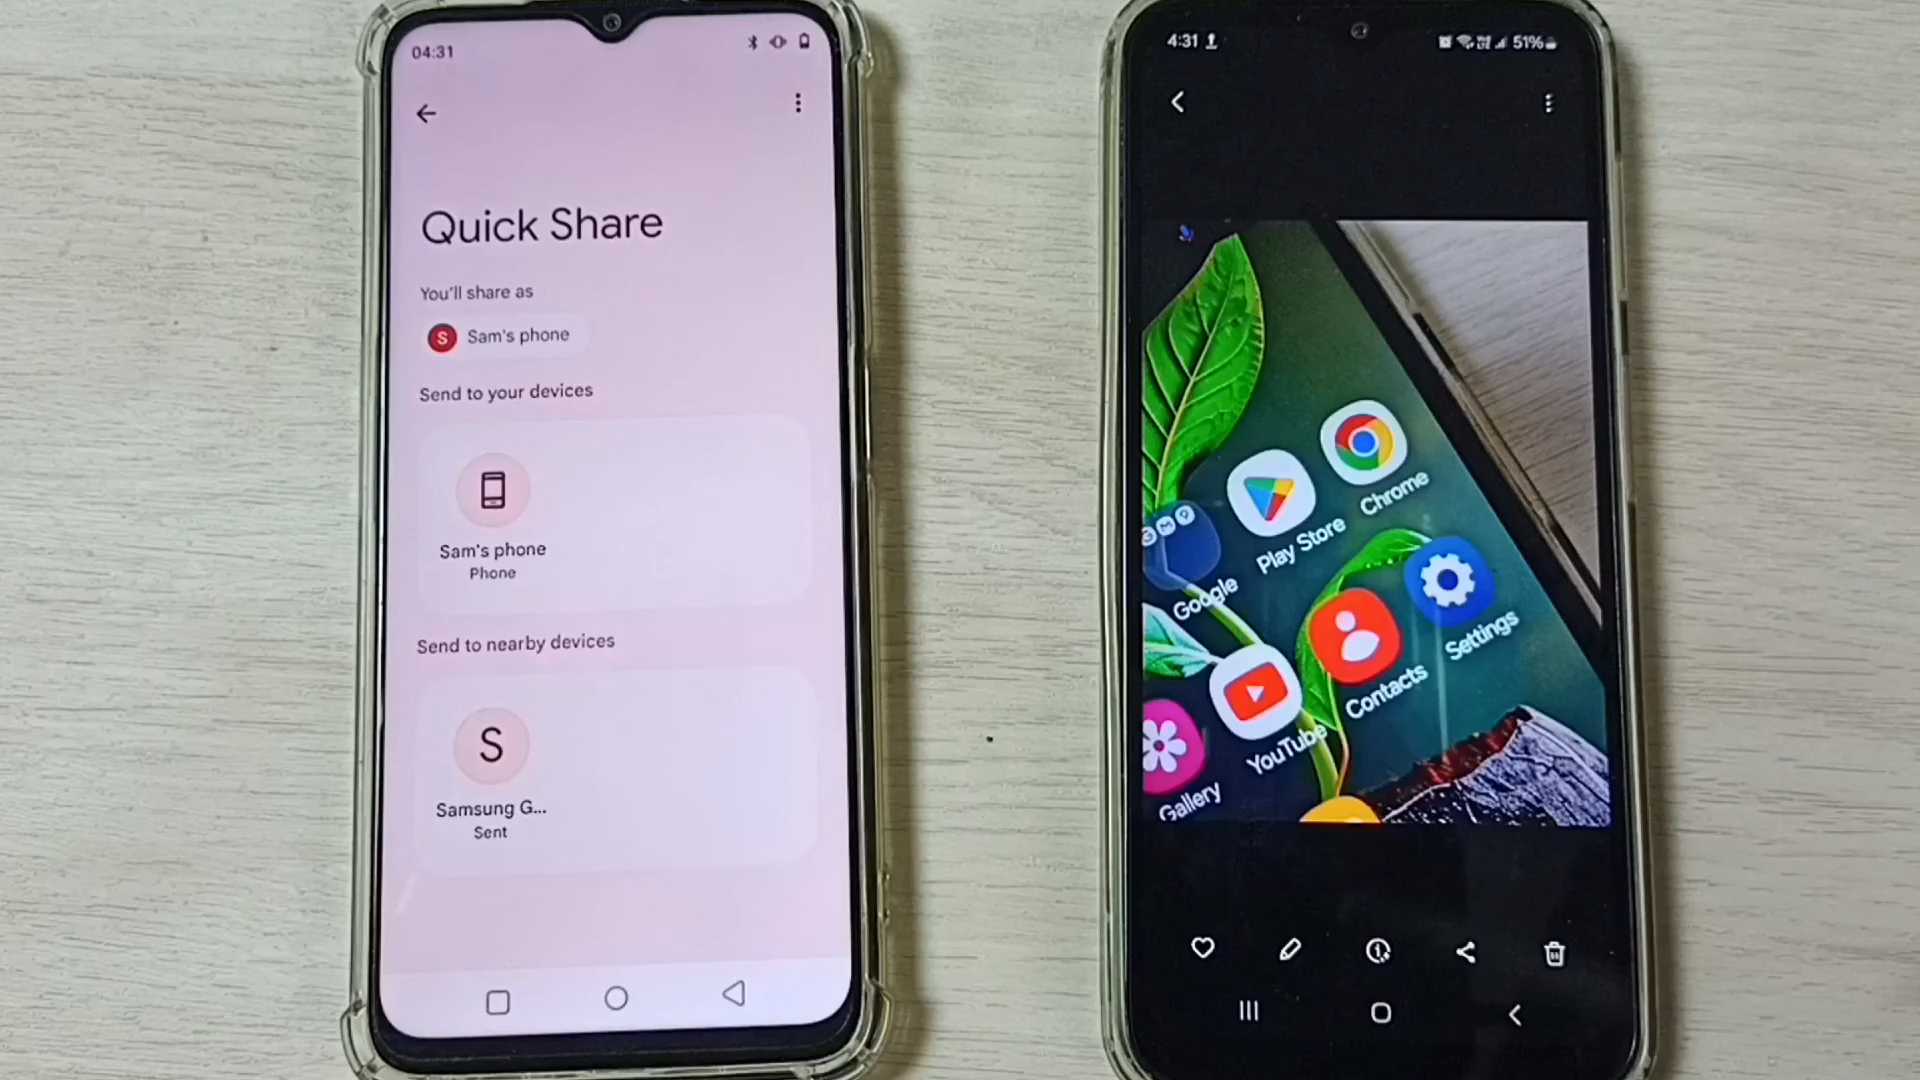 04:31
Quick Share
You'll share as
S Sam's phone
Send to your devices
Sam's phone
Phone
Send to nearby devices
S
Samsung G...
Sent
4:31
51%
Chrome
Play Store
Google
Settings
Contacts
YouTube
Gallery